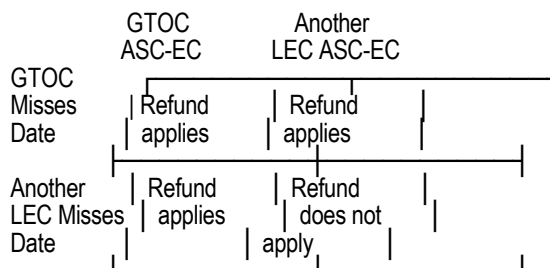 GTOC Another
ASC-EC LEC ASC-EC
GTOC
Misses | Refund | Refund |
Date | applies | applies |
Another | Refund | Refund |
LEC Misses | applies | does not |
Date | | apply |